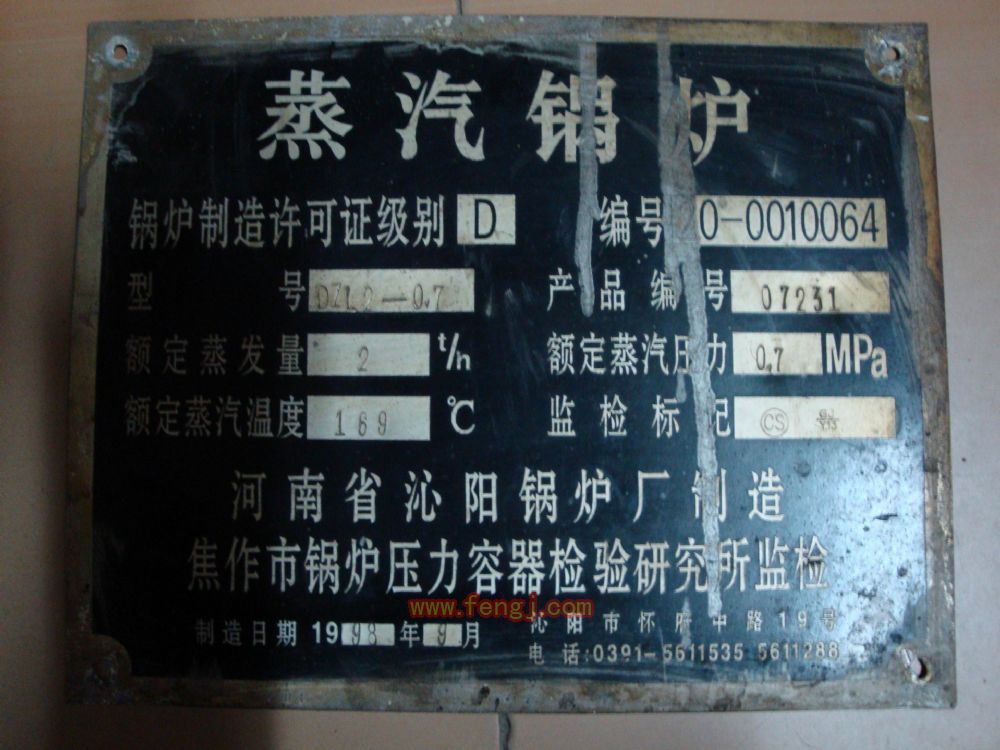 蒸汽锅炉
锅炉制造许可证级别 D 编号 0-0010064
型号 DZL2-0.7 产品编号 07231
额定蒸发量 2 t/h 额定蒸汽压力 0.7 MPa
额定蒸汽温度 169 ℃ 监检标记 CS
河南省沁阳锅炉厂制造
焦作市锅炉压力容器检验研究所监检
www.fengj.com
制造日期 1998年9月 沁阳市怀府中路19号
电话:0391-5611535 5611288